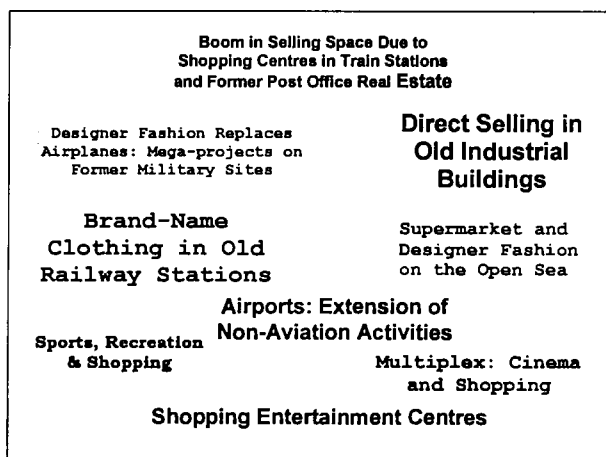 Boom in Selling Space Due to
Shopping Centres in Train Stations
and Former Post Office Real Estate
Designer Fashion Replaces
Airplanes: Mega-projects on
Former Military Sites
Direct Selling in
Old Industrial
Buildings
Brand-Name
Clothing in Old
Railway Stations
Supermarket and
Designer Fashion
on the Open Sea
Airports: Extension of
Non-Aviation Activities
Sports, Recreation
& Shopping
Multiplex: Cinema
and Shopping
Shopping Entertainment Centres